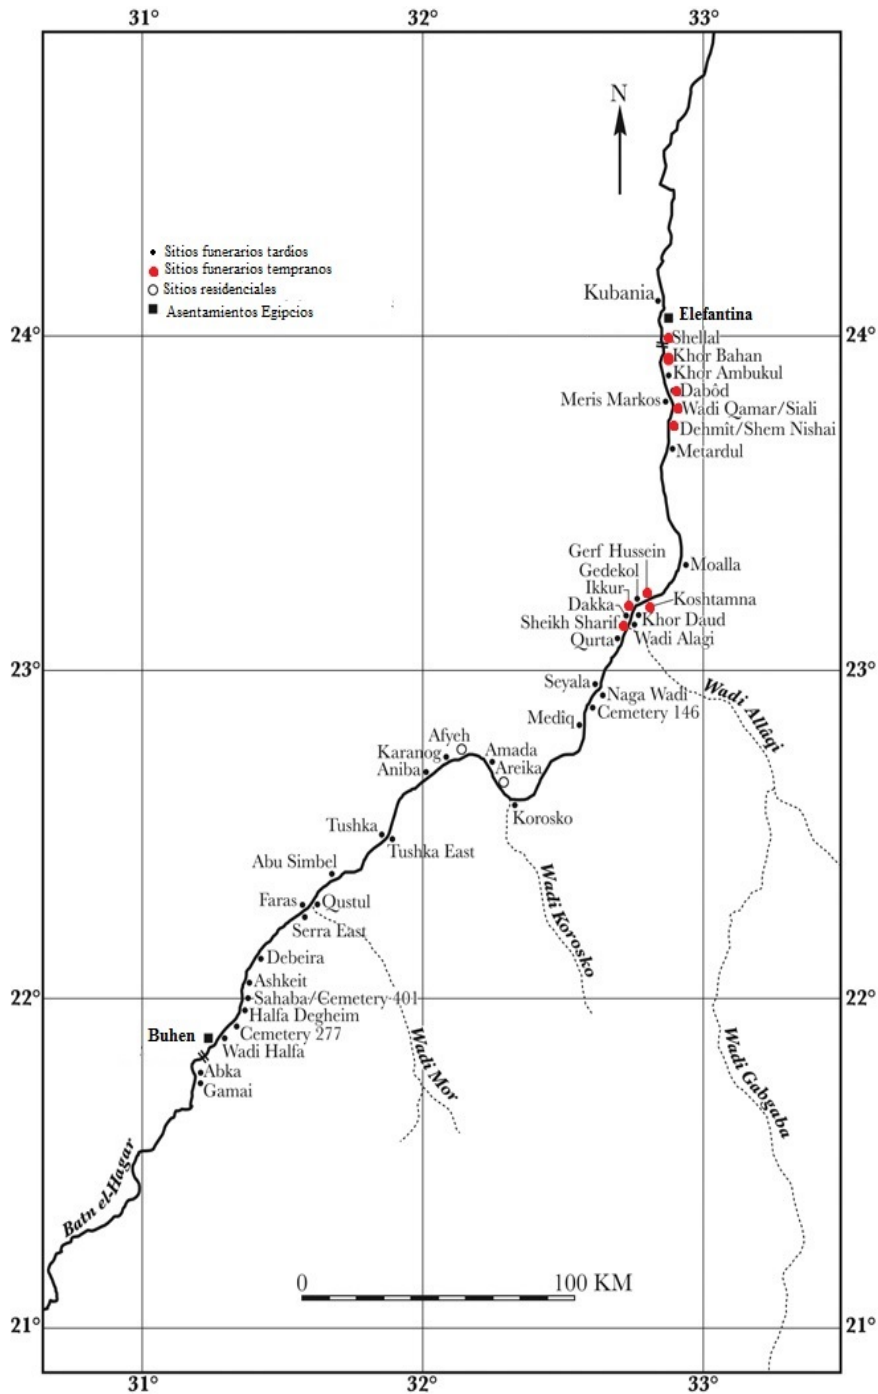 31°
32°
33°
N
Sitios funerarios tardios
Sitios funerarios tempranos
Sitios residenciales
Asentamientos Egipcios
Kubania
Elefantina
24°
24°
Shellal
Khor Bahan
Khor Ambukul
Dabôd
Meris Markos
Wadi Qamar/Siali
Dehmît/Shem Nishai
Metardul
Gerf Hussein
Moalla
Gedekol
Ikkur
Dakka
Koshtamna
Sheikh Sharif
Khor Daud
Qurta
Wadi Alagi
23°
23°
Seyala
Naga Wadi
Wadi Allâqi
Cemetery 146
Medîq
Afyeh
Karanog
Amada
Aniba
Areika
Korosko
Tushka
Tushka East
Abu Simbel
Wadi Korosko
Faras
Qustul
Serra East
Debeira
Ashkeit
22°
Sahaba/Cemetery 401
22°
Halfa Degheim
Buhen
Cemetery 277
Wadi Halfa
Wadi Mor
Wadi Gabgaba
Abka
Gamai
Batn el-Hagar
0
100 KM
21°
21°
31°
32°
33°